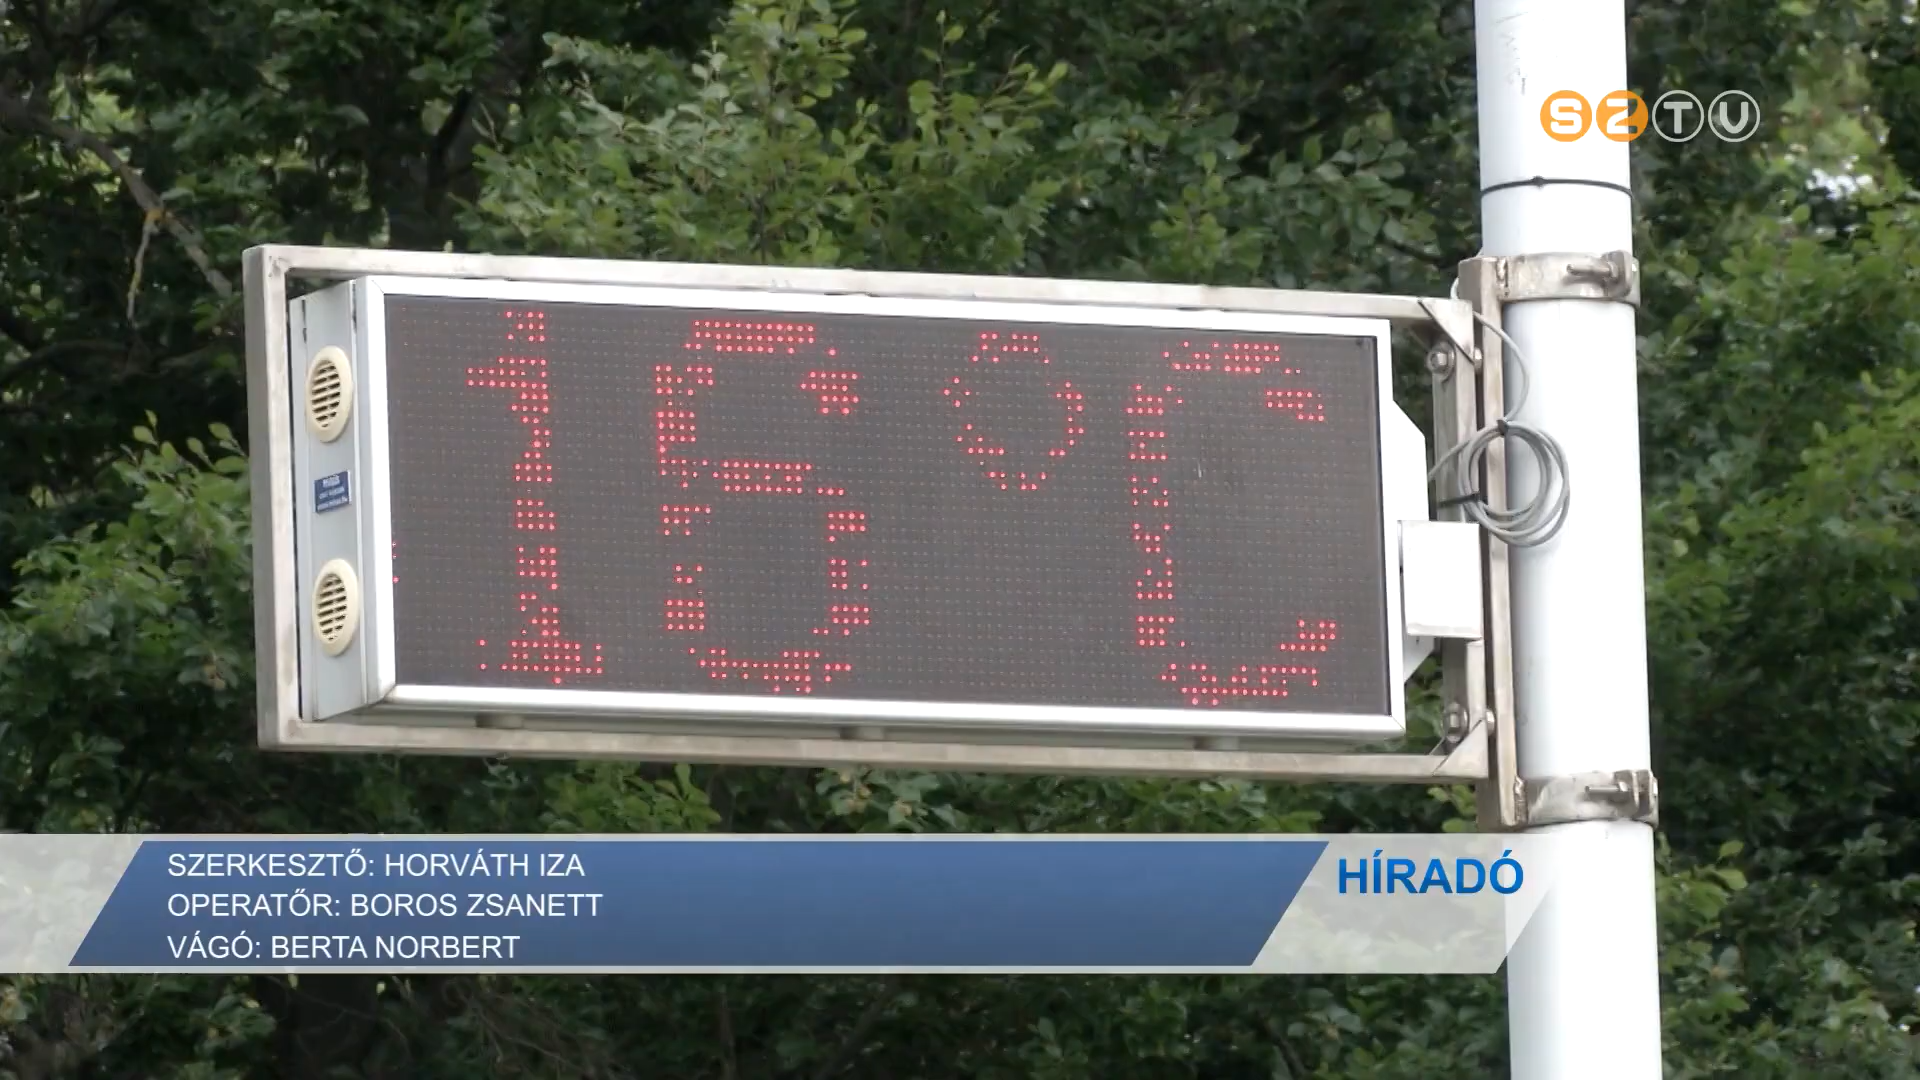 SZTV
16°C
SZERKESZTŐ: HORVÁTH IZA
OPERATŐR: BOROS ZSANETT
VÁGÓ: BERTA NORBERT
HÍRADÓ